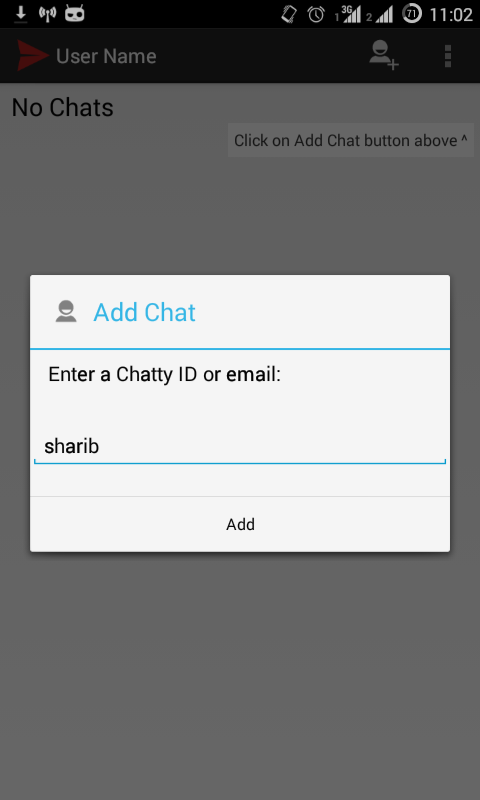 1 3G 2 71 11:02
User Name
No Chats
Click on Add Chat button above ^
Add Chat
Enter a Chatty ID or email:
sharib
Add